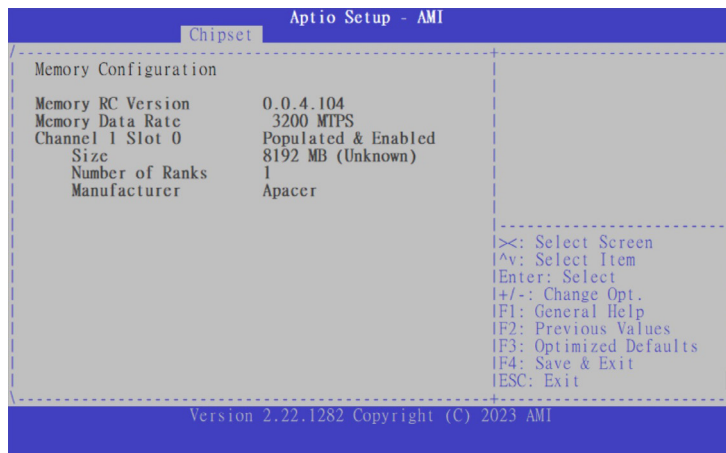 Aptio Setup - AMI
Chipset
Memory Configuration
Memory RC Version 0.0.4.104
Memory Data Rate 3200 MTPS
Channel 1 Slot 0 Populated & Enabled
Size 8192 MB (Unknown)
Number of Ranks 1
Manufacturer Apacer
><: Select Screen
^v: Select Item
Enter: Select
+/-: Change Opt.
F1: General Help
F2: Previous Values
F3: Optimized Defaults
F4: Save & Exit
ESC: Exit
Version 2.22.1282 Copyright (C) 2023 AMI